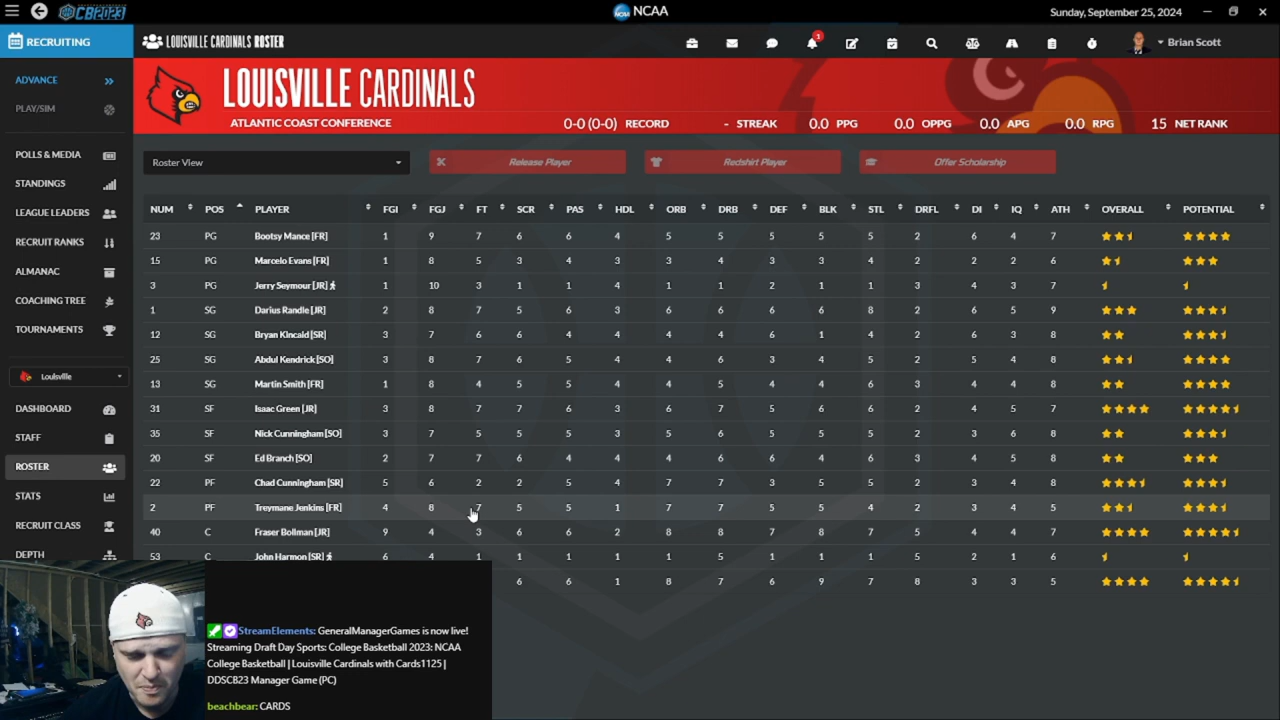 CB2023 NCAA Sunday, September 25, 2024
RECRUITING LOUISVILLE CARDINALS ROSTER 1 Brian Scott
ADVANCE
PLAY/SIM
POLLS & MEDIA
STANDINGS
LEAGUE LEADERS
RECRUIT RANKS
ALMANAC
COACHING TREE
TOURNAMENTS
Louisville
DASHBOARD
STAFF
ROSTER
STATS
RECRUIT CLASS
DEPTH
LOUISVILLE CARDINALS
ATLANTIC COAST CONFERENCE 0-0 (0-0) RECORD - STREAK 0.0 PPG 0.0 OPPG 0.0 APG 0.0 RPG 15 NET RANK
Roster View Release Player Redshirt Player Offer Scholarship
NUM POS PLAYER FGI FGJ FT SCR PAS HDL ORB DRB DEF BLK STL DRFL DI IQ ATH OVERALL POTENTIAL
23 PG Bootsy Mance [FR] 1 9 7 6 6 4 5 5 5 5 5 2 6 4 7
15 PG Marcelo Evans [FR] 1 8 5 3 4 3 3 4 3 3 4 2 2 2 6
3 PG Jerry Seymour [JR] 1 10 3 1 1 4 1 1 2 1 1 3 4 3 7
1 SG Darius Randle [JR] 2 8 7 5 6 3 6 6 6 6 8 2 6 5 9
12 SG Bryan Kincaid [SR] 3 7 6 6 4 4 4 4 6 1 4 2 6 3 8
25 SG Abdul Kendrick [SO] 3 8 7 6 5 4 4 6 3 4 5 2 5 4 8
13 SG Martin Smith [FR] 1 8 4 5 5 4 4 5 4 4 6 3 4 4 8
31 SF Isaac Green [JR] 3 8 7 7 6 3 6 7 5 6 6 2 4 5 7
35 SF Nick Cunningham [SO] 3 7 5 5 5 3 5 6 5 5 5 2 3 6 8
20 SF Ed Branch [SO] 2 7 7 6 4 4 4 6 6 4 6 3 4 5 8
22 PF Chad Cunningham [SR] 5 6 2 2 5 4 7 7 3 6 5 2 3 4 8
2 PF Treymane Jenkins [FR] 4 8 7 5 5 1 7 7 5 5 4 2 3 4 5
40 C Fraser Bollman [JR] 9 4 3 6 6 2 8 8 7 8 7 5 4 4 7
53 C John Harmon [SR] 6 4 1 1 1 1 1 5 1 1 1 5 2 1 6
6 6 1 8 7 6 9 7 8 3 3 5
StreamElements: GeneralManagerGames is now live!
Streaming Draft Day Sports: College Basketball 2023: NCAA
College Basketball | Louisville Cardinals with Cards1125 |
DDSCB23 Manager Game (PC)
beachbear: CARDS